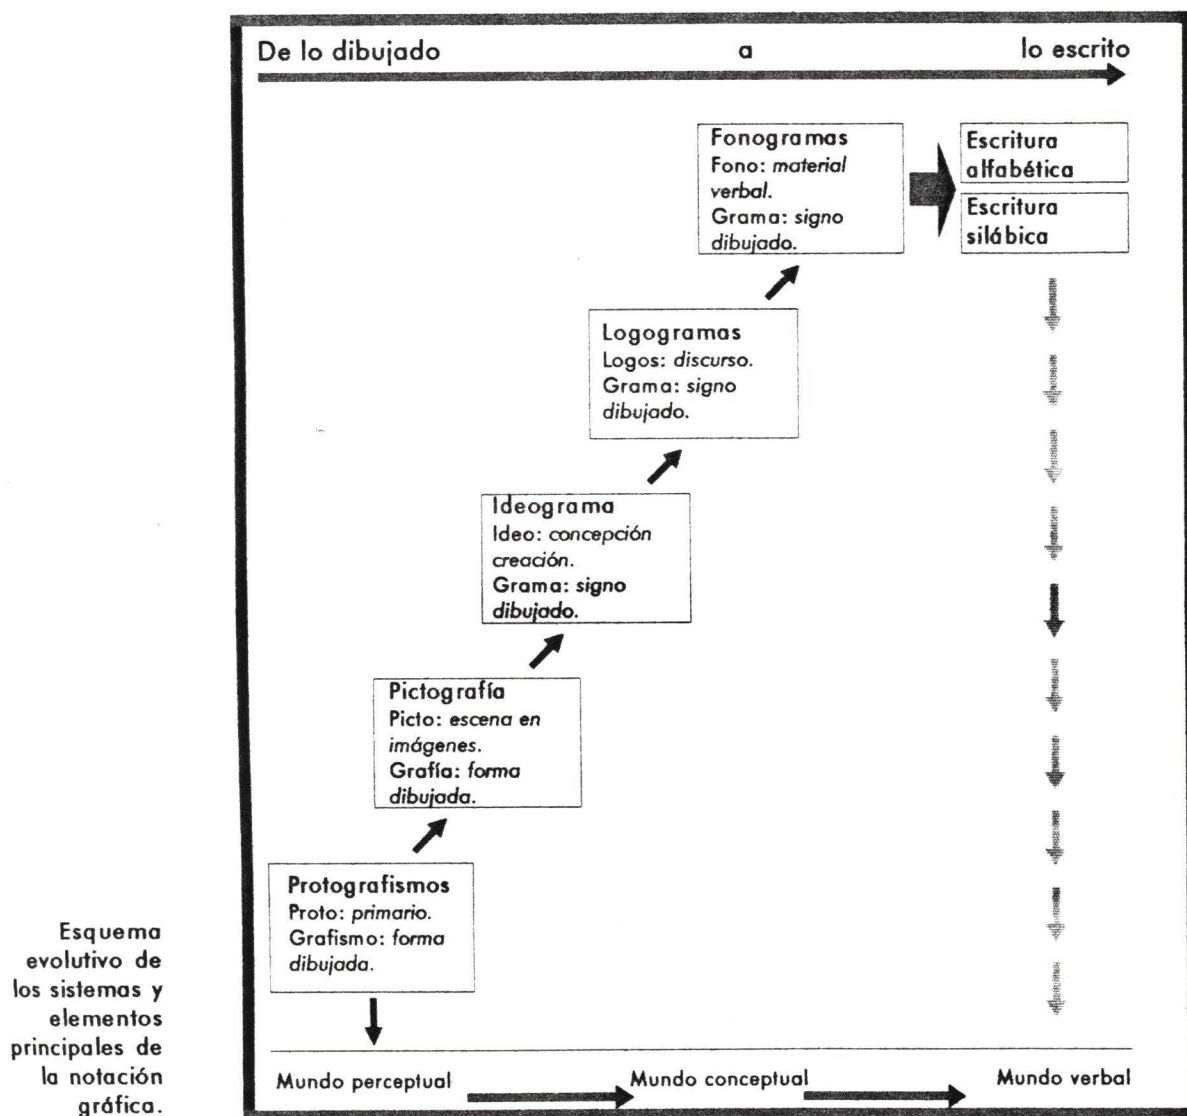 De lo dibujado a lo escrito
Fonogramas
Fono: material
verbal.
Grama: signo
dibujado.
Escritura
alfabética
Escritura
silábica
Logogramas
Logos: discurso.
Grama: signo
dibujado.
Ideograma
Ideo: concepción
creación.
Grama: signo
dibujado.
Pictografía
Picto: escena en
imágenes.
Grafía: forma
dibujada.
Protografismos
Proto: primario.
Grafismo: forma
dibujada.
Mundo perceptual
Mundo conceptual
Mundo verbal
Esquema
evolutivo de
los sistemas y
elementos
principales de
la notación
gráfica.